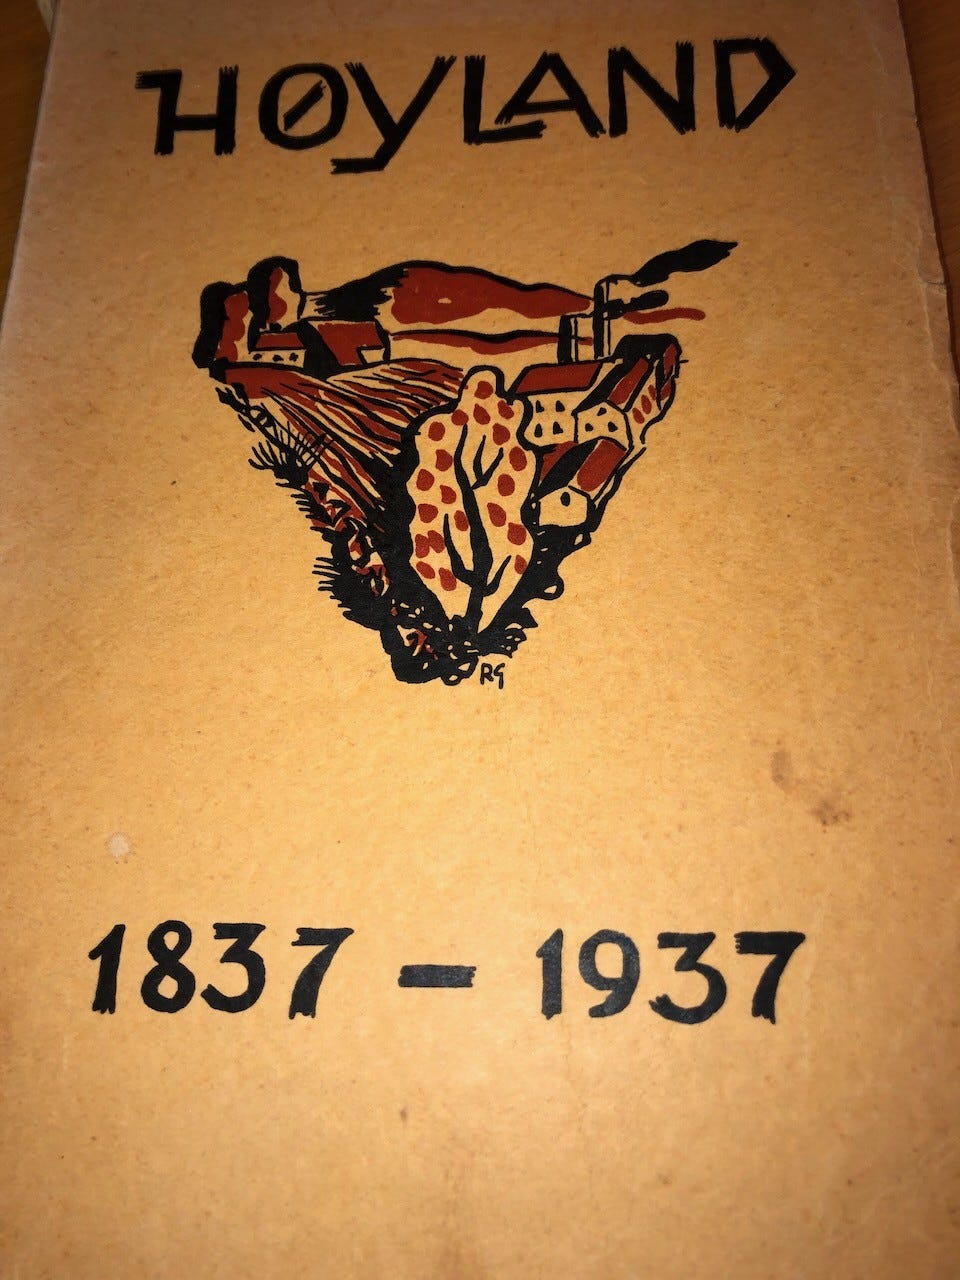 HØYLAND
RG
1837 – 1937